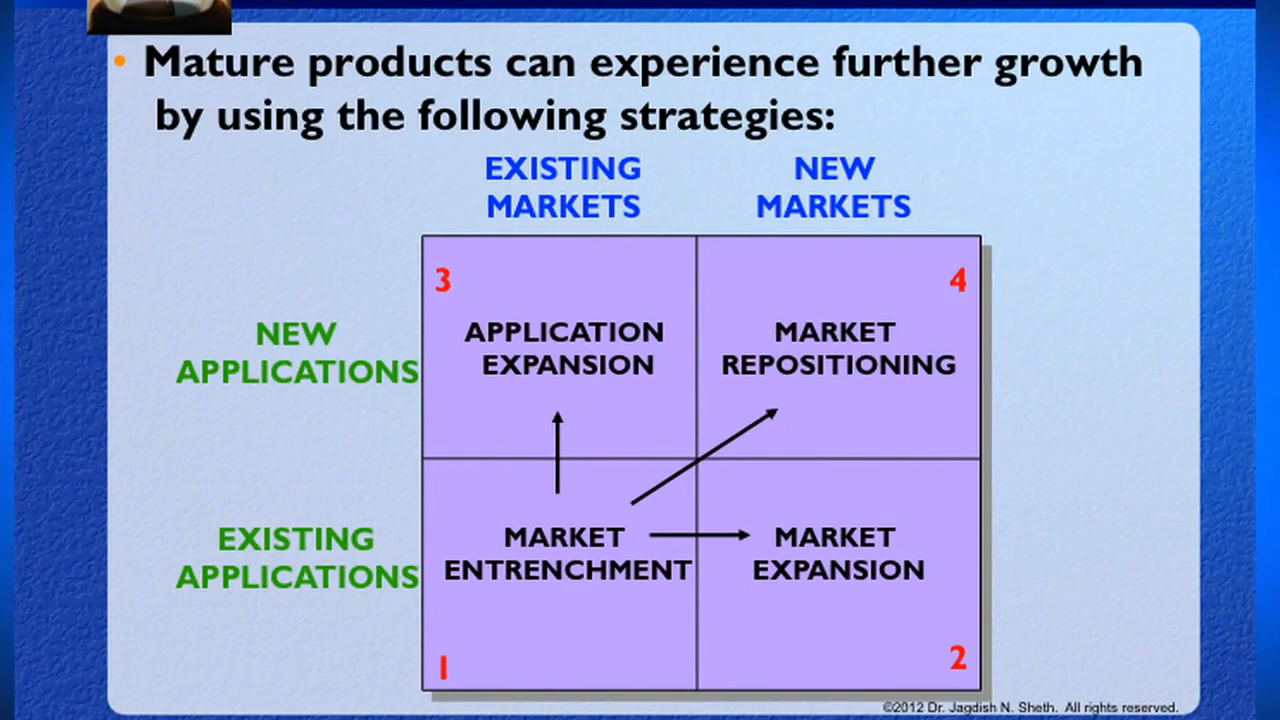 • Mature products can experience further growth
by using the following strategies:
EXISTING
MARKETS
NEW
MARKETS
3
4
NEW
APPLICATIONS
APPLICATION
EXPANSION
MARKET
REPOSITIONING
EXISTING
APPLICATIONS
MARKET
ENTRENCHMENT
MARKET
EXPANSION
1
2
©2012 Dr. Jagdish N. Sheth. All rights reserved.